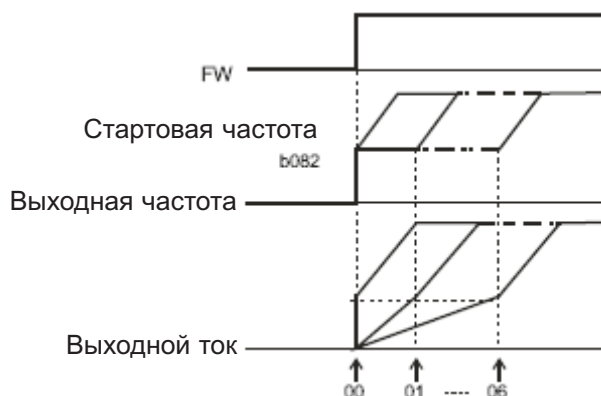 FW
Стартовая частота
b082
Выходная частота
Выходной ток
00 01 ---- 06